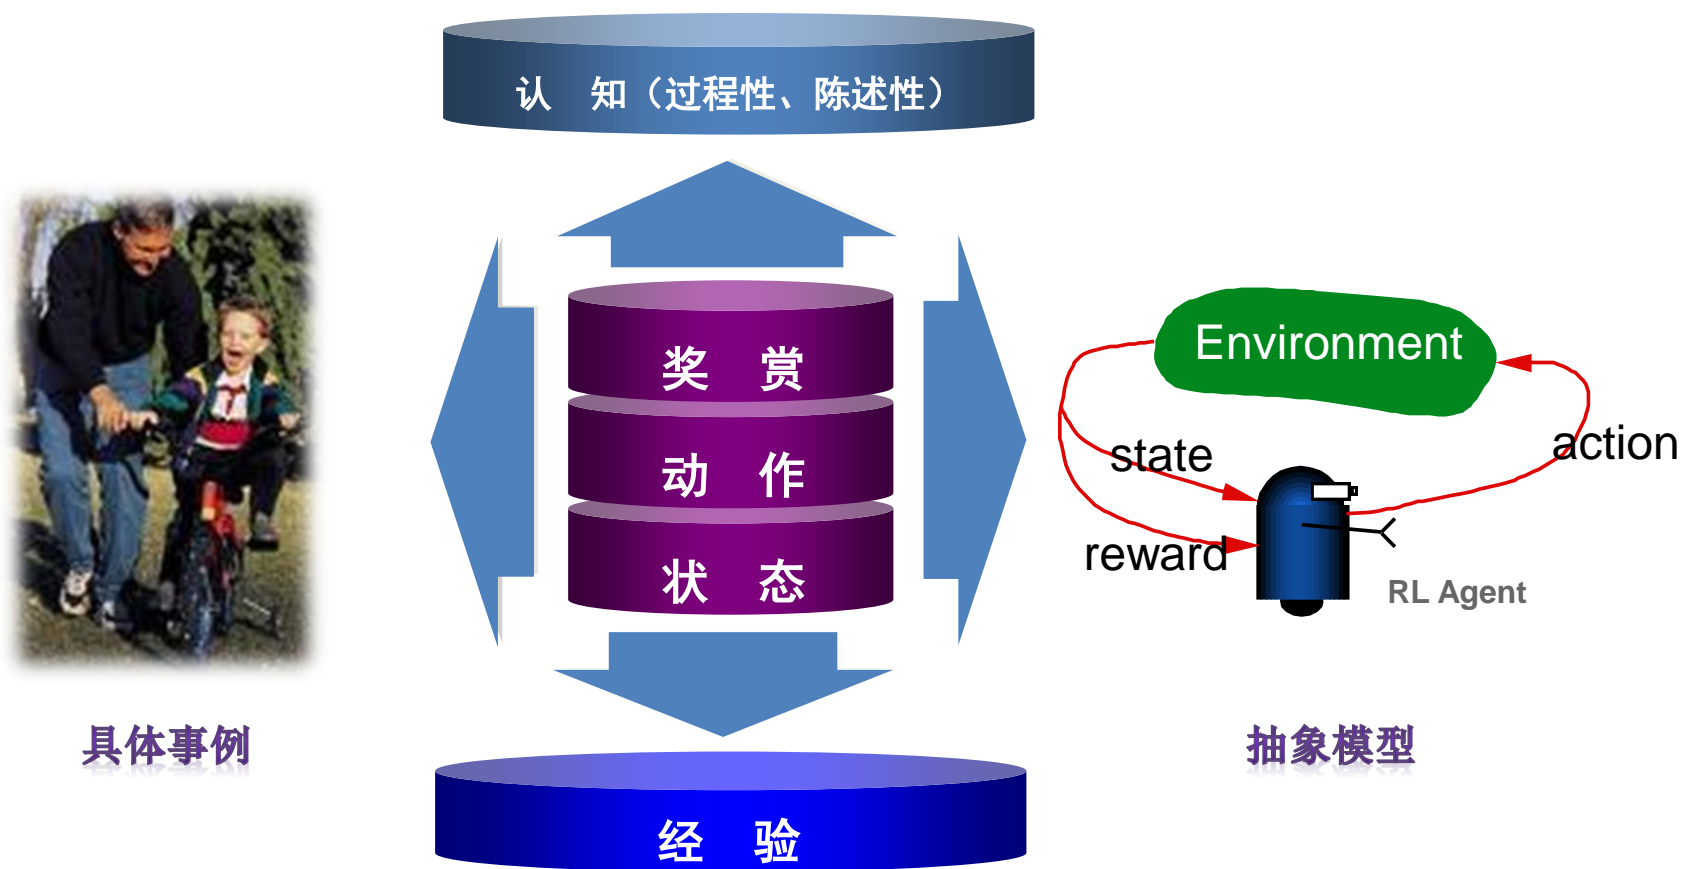 认 知（过程性、陈述性）
奖 赏
动 作
状 态
Environment
state
action
reward
RL Agent
具体事例
抽象模型
经 验